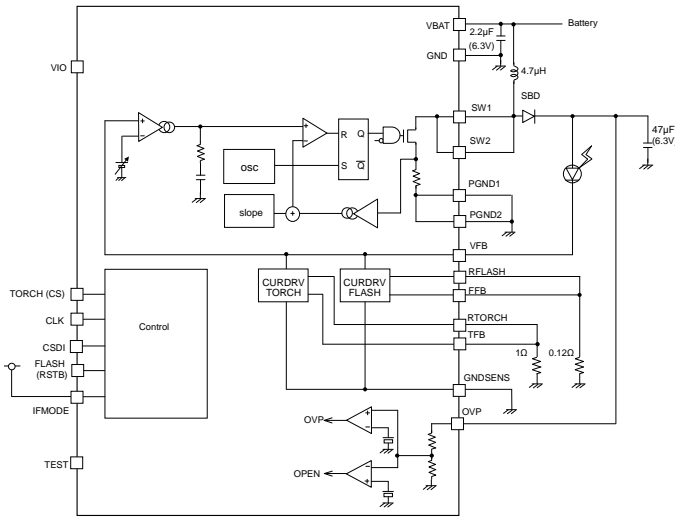 VBAT
Battery
2.2µF
(6.3V)
GND
VIO
4.7µH
SBD
SW1
47µF
(6.3V)
R
Q
SW2
osc
S
Q
PGND1
slope
PGND2
VFB
CURDRV
TORCH
CURDRV
FLASH
RFLASH
FFB
TORCH (CS)
RTORCH
CLK
Control
TFB
CSDI
1Ω
0.12Ω
FLASH
(RSTB)
GNDSENS
IFMODE
OVP
OVP
TEST
OPEN